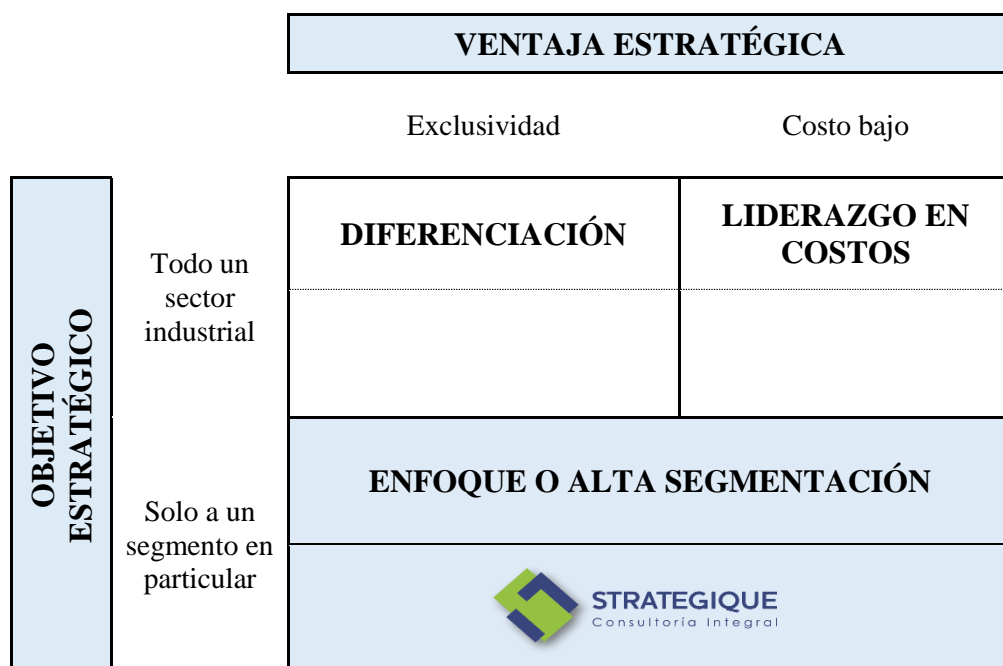 VENTAJA ESTRATÉGICA
Exclusividad
Costo bajo
OBJETIVO
ESTRATÉGICO
Todo un
sector
industrial
DIFERENCIACIÓN
LIDERAZGO EN
COSTOS
Solo a un
segmento en
particular
ENFOQUE O ALTA SEGMENTACIÓN
STRATEGIQUE
Consultoría Integral